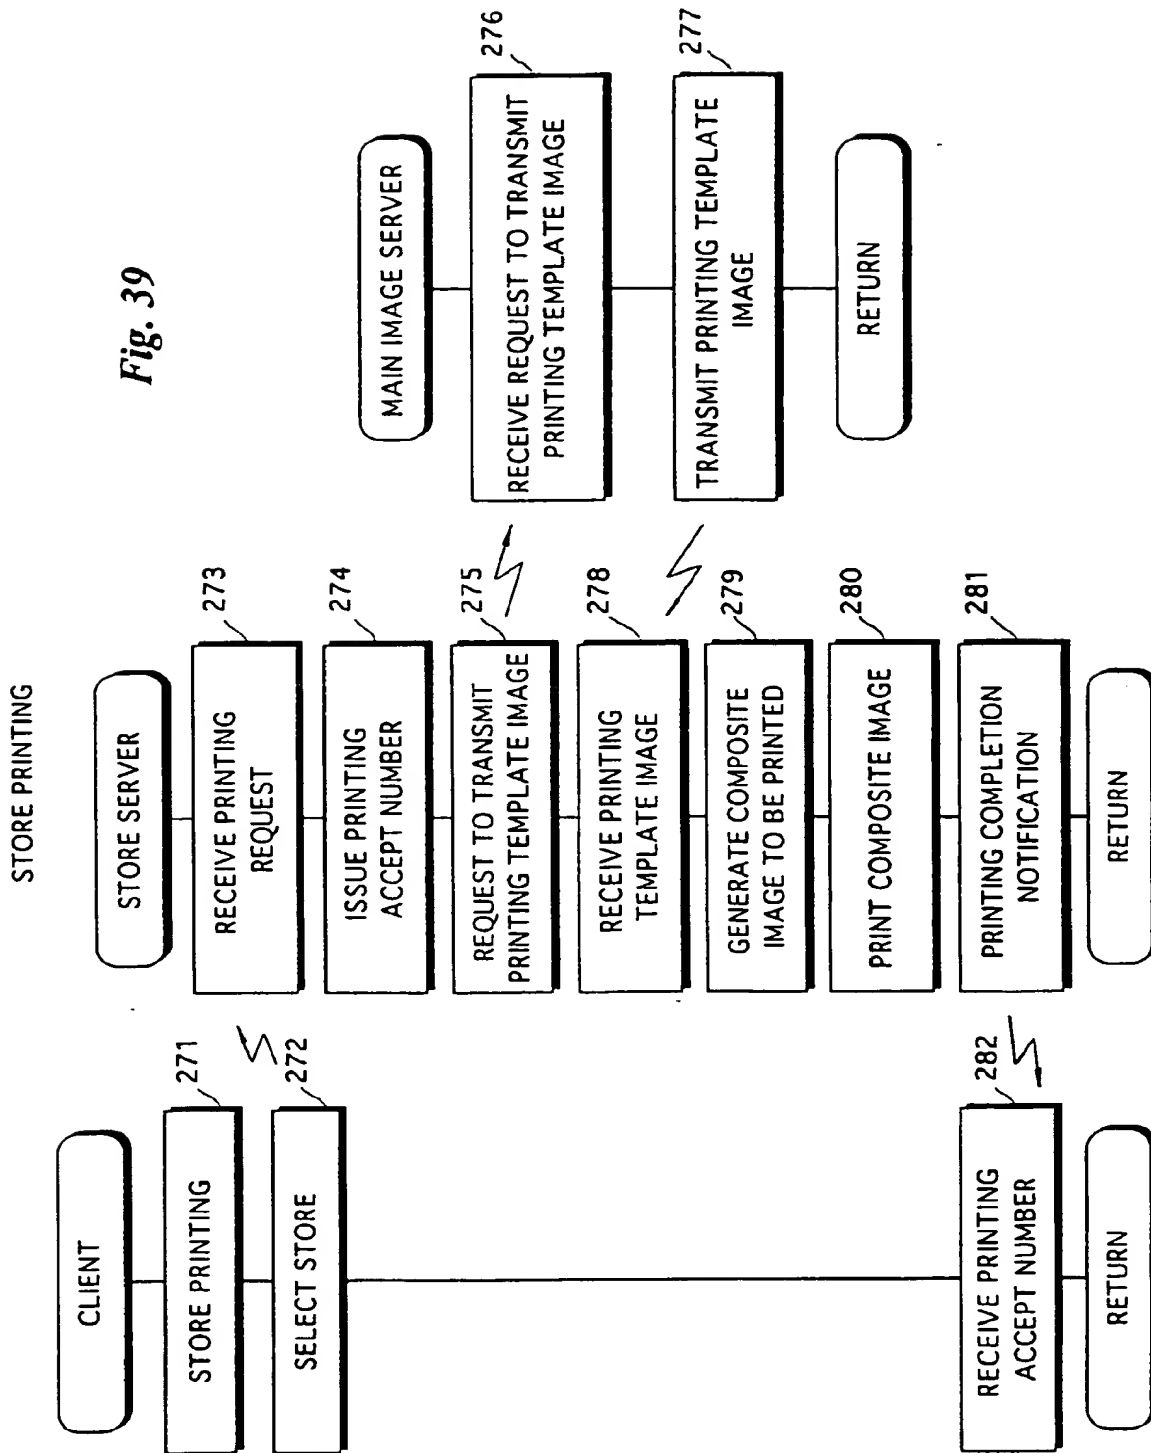 Fig. 39
STORE PRINTING
CLIENT
STORE PRINTING
271
SELECT STORE
272
RECEIVE PRINTING
ACCEPT NUMBER
282
RETURN
STORE SERVER
RECEIVE PRINTING
REQUEST
273
ISSUE PRINTING
ACCEPT NUMBER
274
REQUEST TO TRANSMIT
PRINTING TEMPLATE IMAGE
275
RECEIVE PRINTING
TEMPLATE IMAGE
278
GENERATE COMPOSITE
IMAGE TO BE PRINTED
279
PRINT COMPOSITE IMAGE
280
PRINTING COMPLETION
NOTIFICATION
281
RETURN
MAIN IMAGE SERVER
RECEIVE REQUEST TO TRANSMIT
PRINTING TEMPLATE IMAGE
276
TRANSMIT PRINTING TEMPLATE
IMAGE
277
RETURN